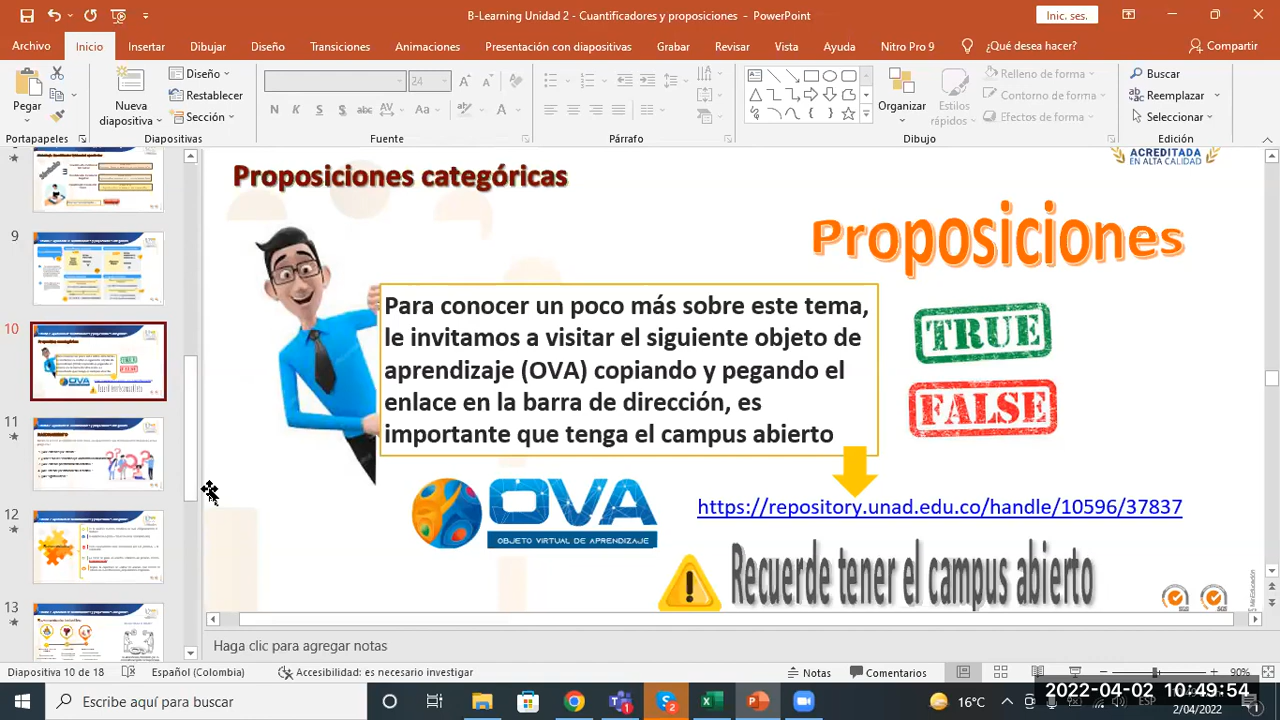 B-Learning Unidad 2 - Cuantificadores y proposiciones - PowerPoint
Inic. ses.
Archivo Inicio Insertar Dibujar Diseño Transiciones Animaciones Presentación con diapositivas Grabar Revisar Vista Ayuda Nitro Pro 9 ¿Qué desea hacer? Compartir
Pegar
Nueva diapositiva
Diseño
Restablecer
Sección
24
Organizar
Estilos rápidos
Relleno de forma
Contorno de forma
Efectos de forma
Buscar
Reemplazar
Seleccionar
Portapapeles Diapositivas Fuente Párrafo Dibujo Edición
9
10
11
12
13
ACREDITADA
EN ALTA CALIDAD
Proposiciones categóricas
Proposiciones
Para conocer un poco más sobre este tema,
le invitamos a visitar el siguiente objeto de
aprendizaje (OVA) copiando y pegando el
enlace en la barra de dirección, es
importante que tenga el campus abierto
TRUE
FALSE
OVA
OBJETO VIRTUAL DE APRENDIZAJE
https://repository.unad.edu.co/handle/10596/37837
Recuerde tener el campus abierto
Haga clic para agregar notas
Diapositiva 10 de 18 Español (Colombia) Accesibilidad: es necesario investigar Notas Comentarios 90%
Escribe aquí para buscar
16°C
ESP
2022-04-02 10:49:54
2/04/2022